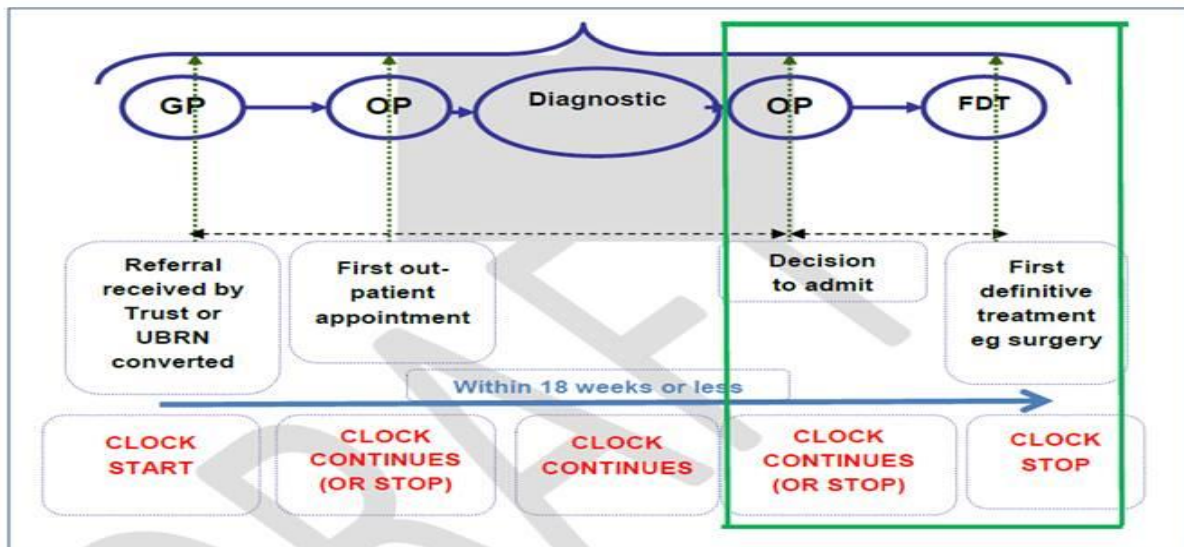 GP
OP
Diagnostic
OP
FDT
Referral
received by
Trust or
UBRN
converted
First out-
patient
appointment
Decision
to admit
First
definitive
treatment
eg surgery
Within 18 weeks or less
CLOCK
START
CLOCK
CONTINUES
(OR STOP)
CLOCK
CONTINUES
CLOCK
CONTINUES
(OR STOP)
CLOCK
STOP
DRAFT